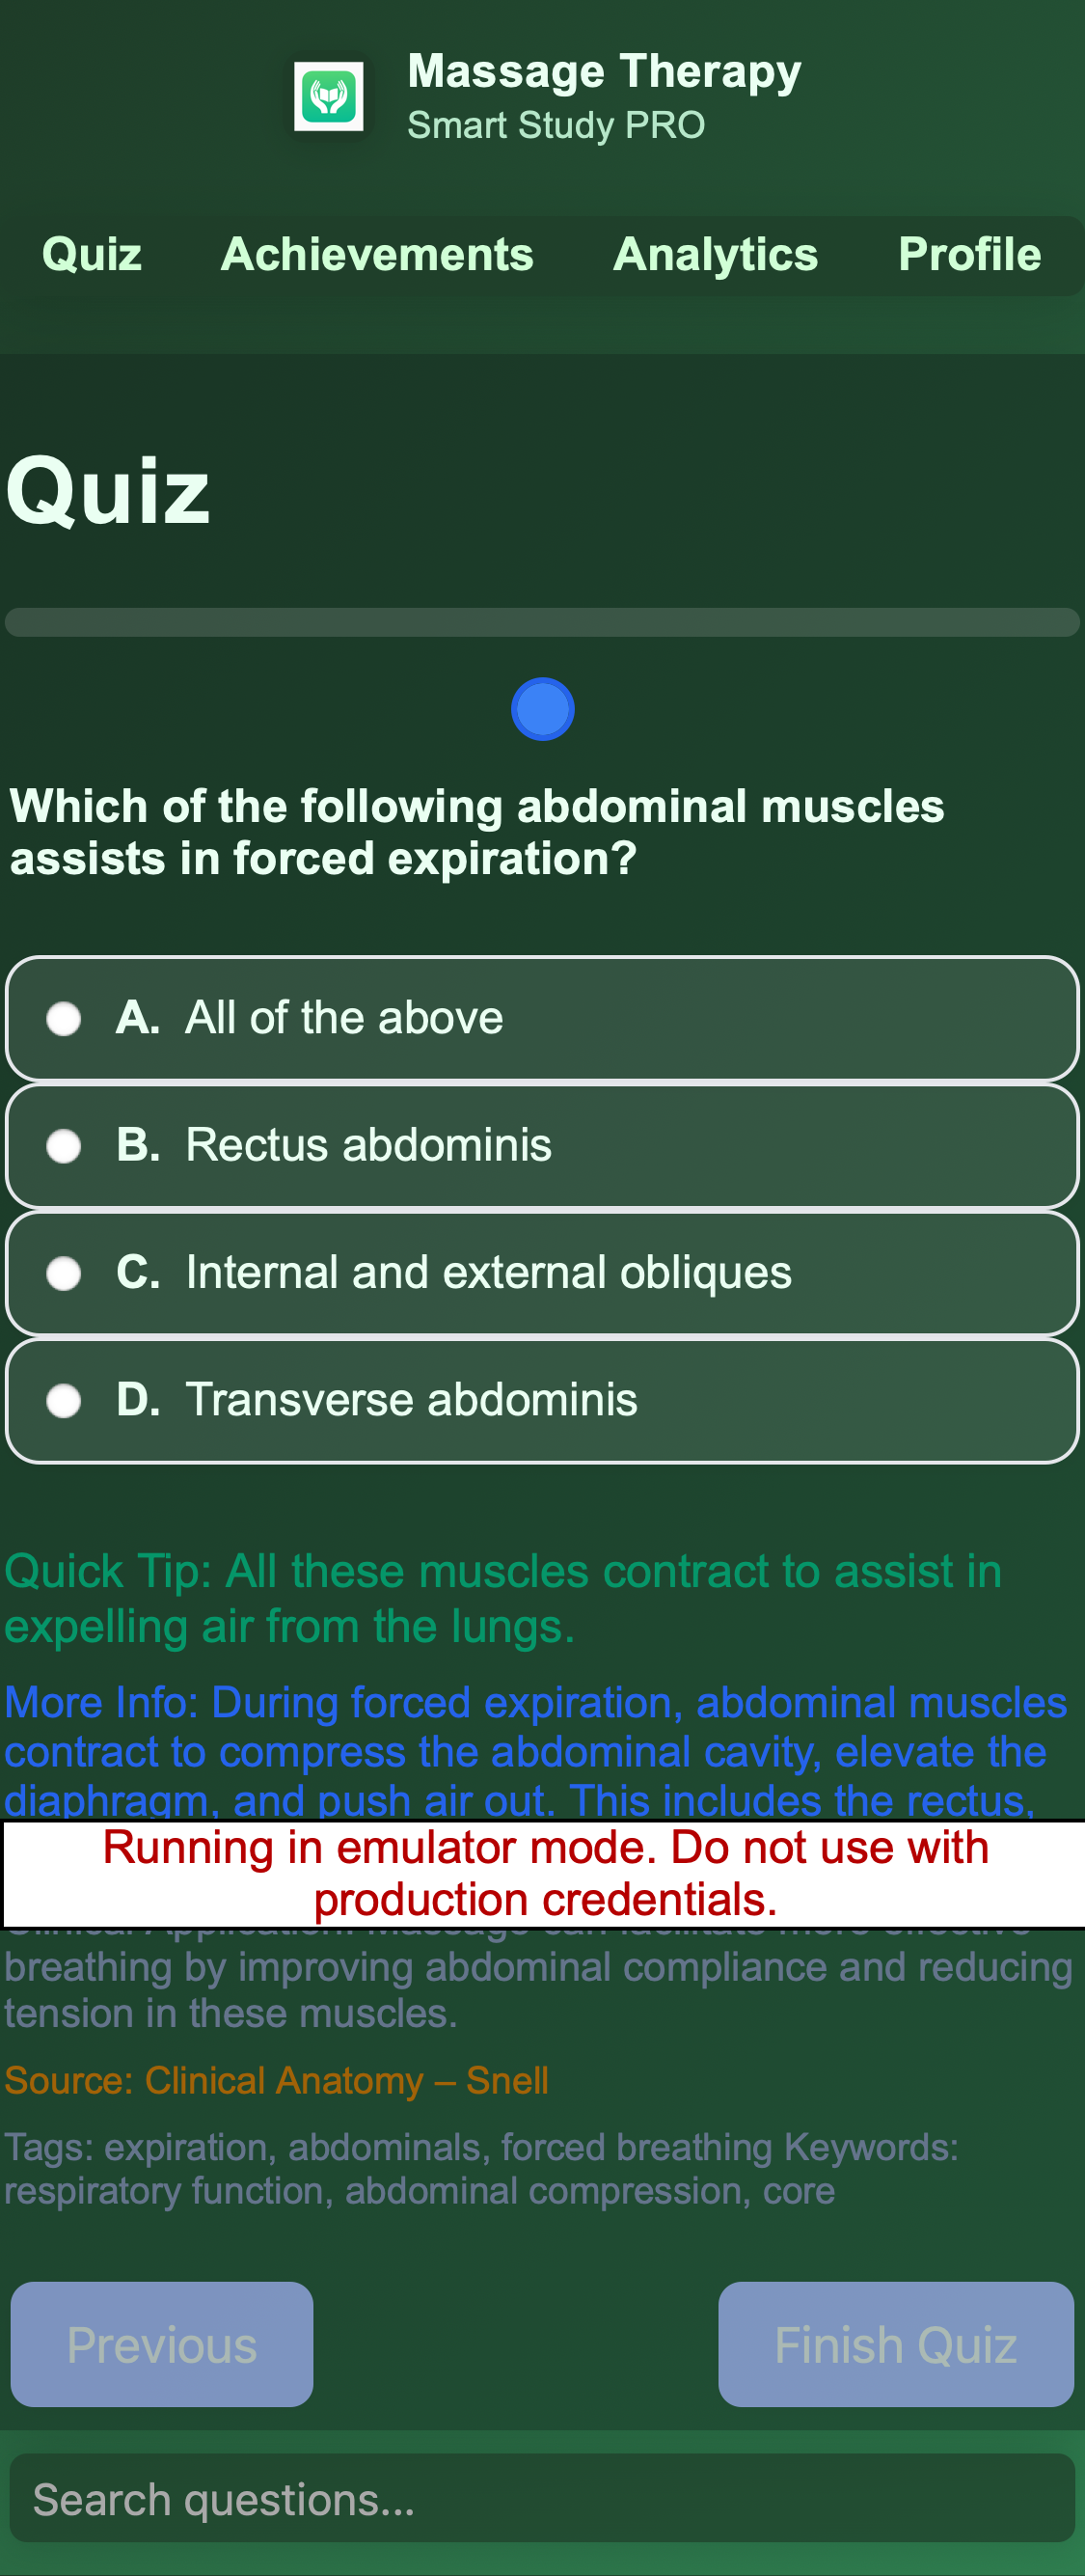 Massage Therapy
Smart Study PRO
Quiz Achievements Analytics Profile
Quiz
Which of the following abdominal muscles
assists in forced expiration?
A. All of the above
B. Rectus abdominis
C. Internal and external obliques
D. Transverse abdominis
Quick Tip: All these muscles contract to assist in
expelling air from the lungs.
More Info: During forced expiration, abdominal muscles
contract to compress the abdominal cavity, elevate the
diaphragm, and push air out. This includes the rectus,
Running in emulator mode. Do not use with
production credentials.
breathing by improving abdominal compliance and reducing
tension in these muscles.
Source: Clinical Anatomy – Snell
Tags: expiration, abdominals, forced breathing Keywords:
respiratory function, abdominal compression, core
Previous Finish Quiz
Search questions...